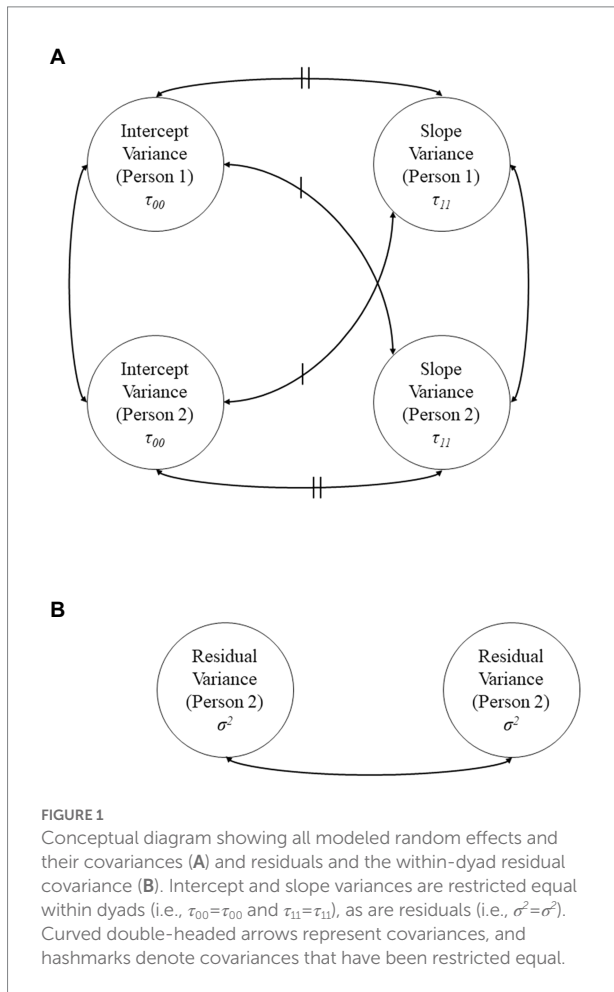 A
Intercept
Variance
(Person 1)
τ₀₀
Slope
Variance
(Person 1)
τ₁₁
Intercept
Variance
(Person 2)
τ₀₀
Slope
Variance
(Person 2)
τ₁₁
B
Residual
Variance
(Person 2)
σ²
Residual
Variance
(Person 2)
σ²
FIGURE 1
Conceptual diagram showing all modeled random effects and
their covariances (A) and residuals and the within-dyad residual
covariance (B). Intercept and slope variances are restricted equal
within dyads (i.e., τ₀₀=τ₀₀ and τ₁₁=τ₁₁), as are residuals (i.e., σ²=σ²).
Curved double-headed arrows represent covariances, and
hashmarks denote covariances that have been restricted equal.